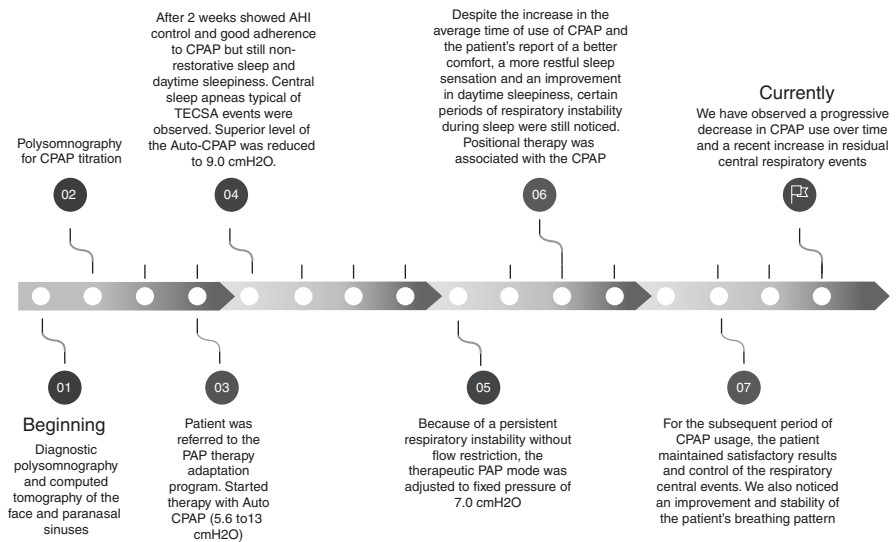 Polysomnography
for CPAP titration
02
After 2 weeks showed AHI
control and good adherence
to CPAP but still non-
restorative sleep and
daytime sleepiness. Central
sleep apneas typical of
TECSA events were
observed. Superior level of
the Auto-CPAP was reduced
to 9.0 cmH2O.
04
Despite the increase in the
average time of use of CPAP and
the patient's report of a better
comfort, a more restful sleep
sensation and an improvement
in daytime sleepiness, certain
periods of respiratory instability
during sleep were still noticed.
Positional therapy was
associated with the CPAP
06
Currently
We have observed a progressive
decrease in CPAP use over time
and a recent increase in residual
central respiratory events
01
Beginning
Diagnostic
polysomnography
and computed
tomography of the
face and paranasal
sinuses
03
Patient was
referred to the
PAP therapy
adaptation
program. Started
therapy with Auto
CPAP (5.6 to13
cmH2O)
05
Because of a persistent
respiratory instability without
flow restriction, the
therapeutic PAP mode was
adjusted to fixed pressure of
7.0 cmH2O
07
For the subsequent period of
CPAP usage, the patient
maintained satisfactory results
and control of the respiratory
central events. We also noticed
an improvement and stability of
the patient's breathing pattern